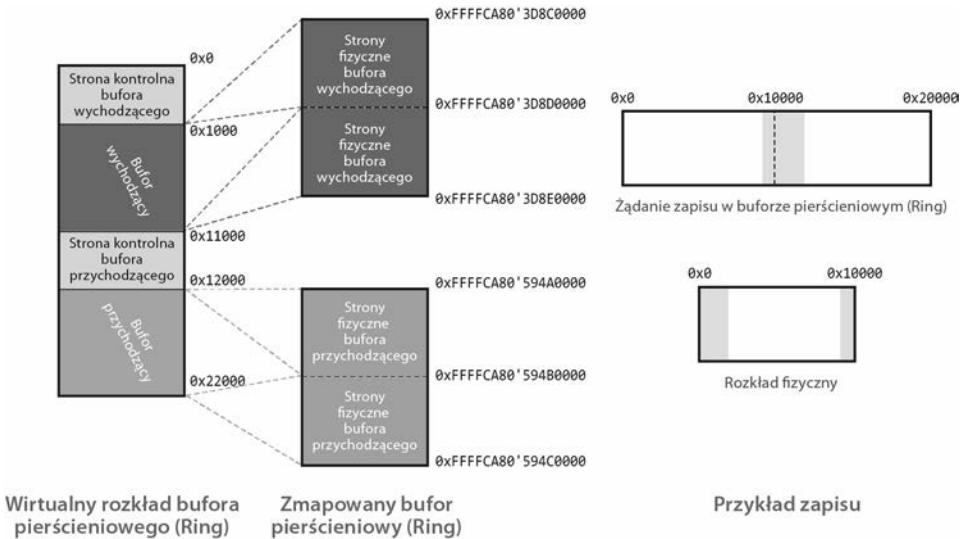 0x0
Strona kontrolna
bufora
wychodzącego
0x1000
Bufor
wychodzący
0x11000
Strona kontrolna
bufora
przychodzącego
0x12000
Bufor
przychodzący
0x22000
Wirtualny rozkład bufora
pierścieniowego (Ring)
0xFFFFCA80'3D8C0000
Strony
fizyczne
bufora
wychodzącego
0xFFFFCA80'3D8D0000
Strony
fizyczne
bufora
wychodzącego
0xFFFFCA80'3D8E0000
0xFFFFCA80'594A0000
Strony
fizyczne
bufora
przychodzącego
0xFFFFCA80'594B0000
Strony
fizyczne
bufora
przychodzącego
0xFFFFCA80'594C0000
Zmapowany bufor
pierścieniowy (Ring)
0x0 0x10000 0x20000
Żądanie zapisu w buforze pierścieniowym (Ring)
0x0 0x10000
Rozkład fizyczny
Przykład zapisu